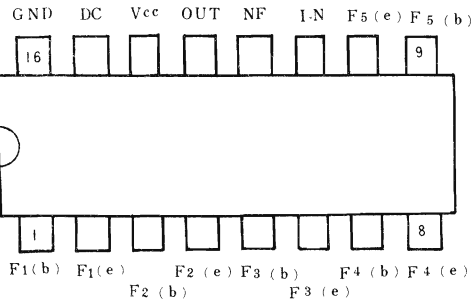 GND DC Vcc OUT NF I-N F5 (e) F5 (b)
16 9
1 8
F1 (b) F1 (e) F2 (e) F3 (b) F4 (b) F4 (e)
F2 (b) F3 (e)